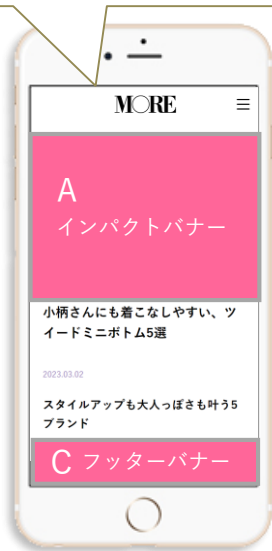 MORE
A
インパクトバナー
小柄さんにも着こなしやすい、ツ
イードミニボトム5選
2023.03.02
スタイルアップも大人っぽさも叶う5
ブランド
C フッターバナー